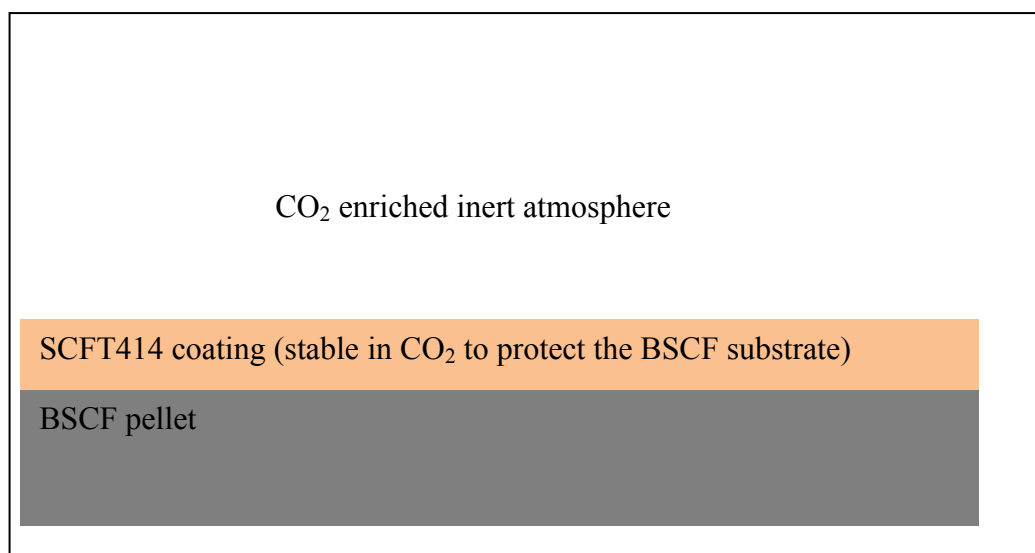 CO₂ enriched inert atmosphere
SCFT414 coating (stable in CO₂ to protect the BSCF substrate)
BSCF pellet